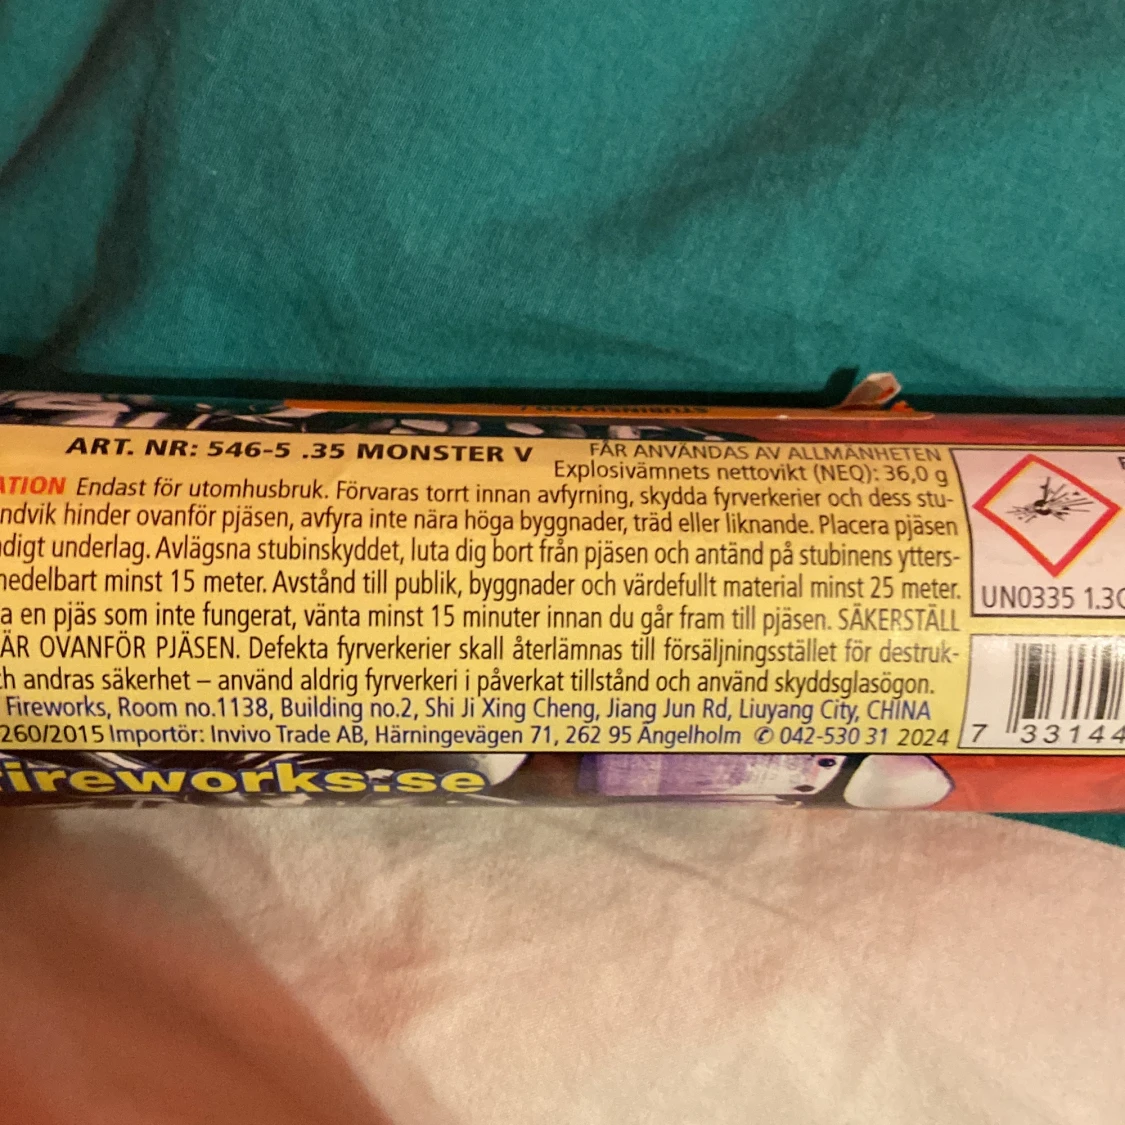 ART. NR: 546-5 .35 MONSTER V
FÅR ANVÄNDAS AV ALLMÄNHETEN
Explosivämnets nettovikt (NEQ): 36,0 g
ATION Endast för utomhusbruk. Förvaras torrt innan avfyrning, skydda fyrverkerier och dess stu-
ndvik hinder ovanför pjäsen, avfyra inte nära höga byggnader, träd eller liknande. Placera pjäsen
digt underlag. Avlägsna stubinskyddet, luta dig bort från pjäsen och antänd på stubinens ytters-
nedelbart minst 15 meter. Avstånd till publik, byggnader och värdefullt material minst 25 meter.
a en pjäs som inte fungerat, vänta minst 15 minuter innan du går fram till pjäsen. SÄKERSTÄLL
ÄR OVANFÖR PJÄSEN. Defekta fyrverkerier skall återlämnas till försäljningsstället för destruk-
h andras säkerhet – använd aldrig fyrverkeri i påverkat tillstånd och använd skyddsglasögon.
Fireworks, Room no.1138, Building no.2, Shi Ji Xing Cheng, Jiang Jun Rd, Liuyang City, CHINA
260/2015 Importör: Invivo Trade AB, Härningevägen 71, 262 95 Ängelholm ✆ 042-530 31 2024
UN0335 1.3G
7 33144
fireworks.se